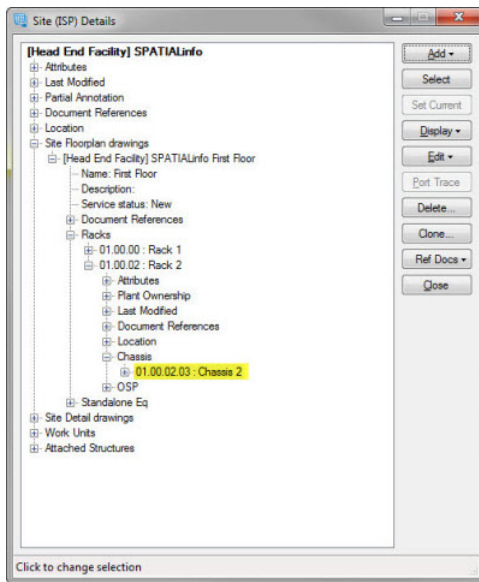 Site (ISP) Details
[Head End Facility] SPATIALinfo
Attributes
Last Modified
Partial Annotation
Document References
Location
Site Floorplan drawings
[Head End Facility] SPATIALinfo First Floor
Name: First Floor
Description:
Service status: New
Document References
Racks
01.00.00 : Rack 1
01.00.02 : Rack 2
Attributes
Plant Ownership
Last Modified
Document References
Location
Chassis
01.00.02.03 : Chassis 2
OSP
Standalone Eq
Site Detail drawings
Work Units
Attached Structures
Add
Select
Set Current
Display
Edit
Port Trace
Delete...
Clone...
Ref Docs
Close
Click to change selection